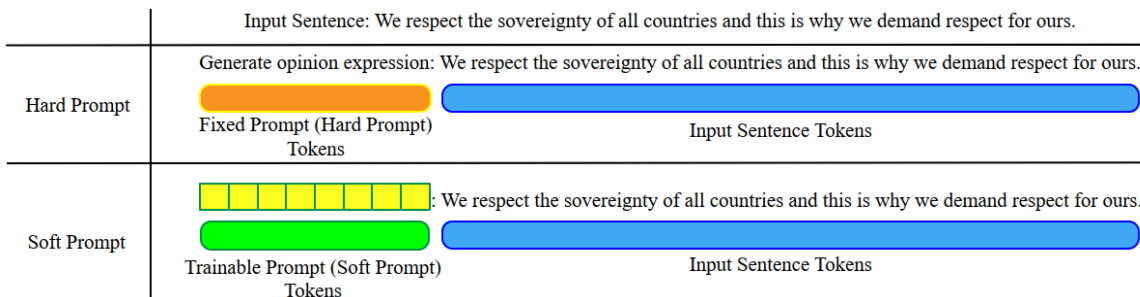 Input Sentence: We respect the sovereignty of all countries and this is why we demand respect for ours.
Hard Prompt
Generate opinion expression: We respect the sovereignty of all countries and this is why we demand respect for ours.
Fixed Prompt (Hard Prompt)
Tokens
Input Sentence Tokens
Soft Prompt
: We respect the sovereignty of all countries and this is why we demand respect for ours.
Trainable Prompt (Soft Prompt)
Tokens
Input Sentence Tokens